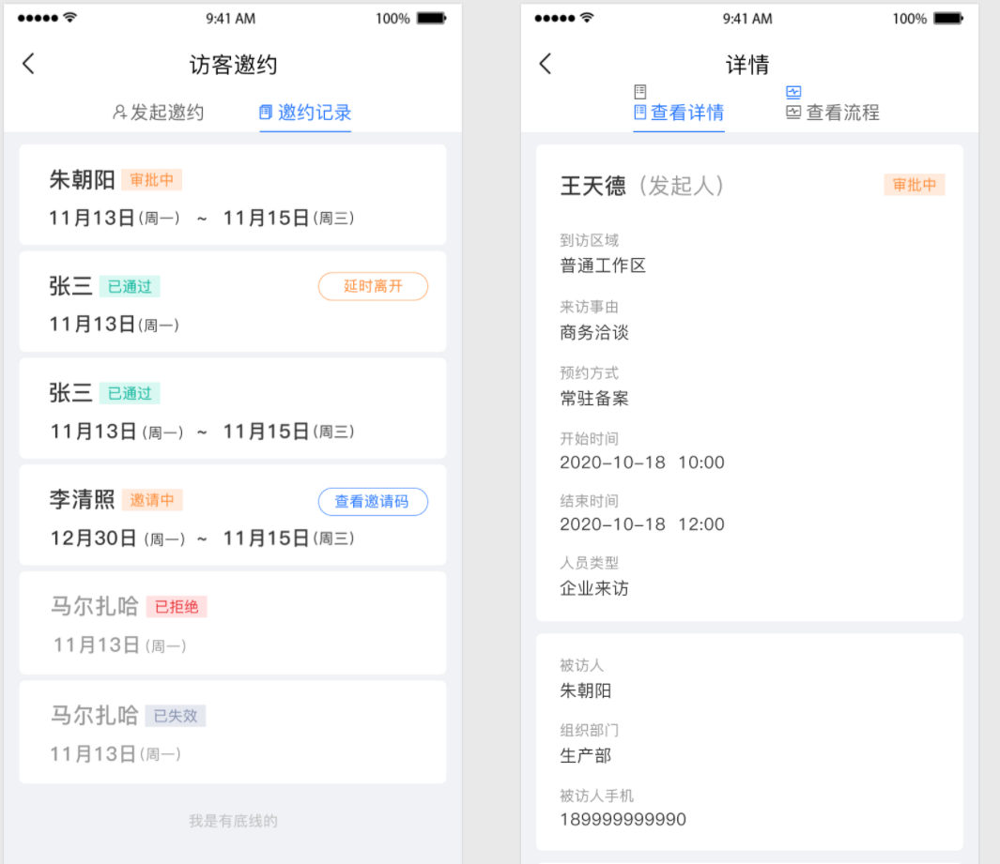 9:41 AM 100%
访客邀约
发起邀约 邀约记录
朱朝阳 审批中
11月13日(周一) ~ 11月15日(周三)
张三 已通过 延时离开
11月13日(周一)
张三 已通过
11月13日(周一) ~ 11月15日(周三)
李清照 邀请中 查看邀请码
12月30日(周一) ~ 11月15日(周三)
马尔扎哈 已拒绝
11月13日(周一)
马尔扎哈 已失效
11月13日(周一)
我是有底线的
9:41 AM 100%
详情
查看详情 查看流程
王天德（发起人） 审批中
到访区域
普通工作区
来访事由
商务洽谈
预约方式
常驻备案
开始时间
2020-10-18 10:00
结束时间
2020-10-18 12:00
人员类型
企业来访
被访人
朱朝阳
组织部门
生产部
被访人手机
189999999990